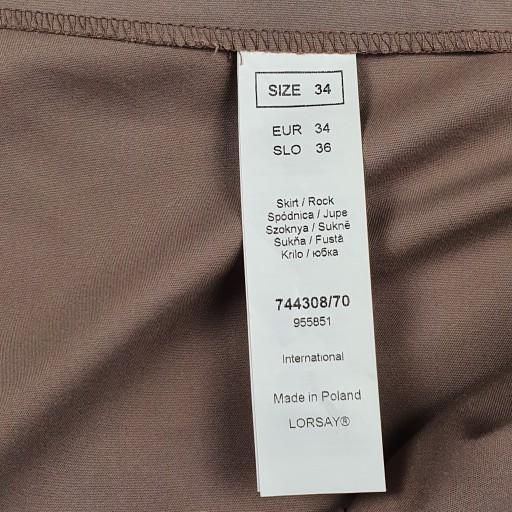 SIZE 34
EUR 34
SLO 36
Skirt / Rock
Spódnica / Jupe
Szoknya / Sukně
Sukňa / Fustă
Krilo / юбка
744308/70
955851
International
Made in Poland
LORSAY®